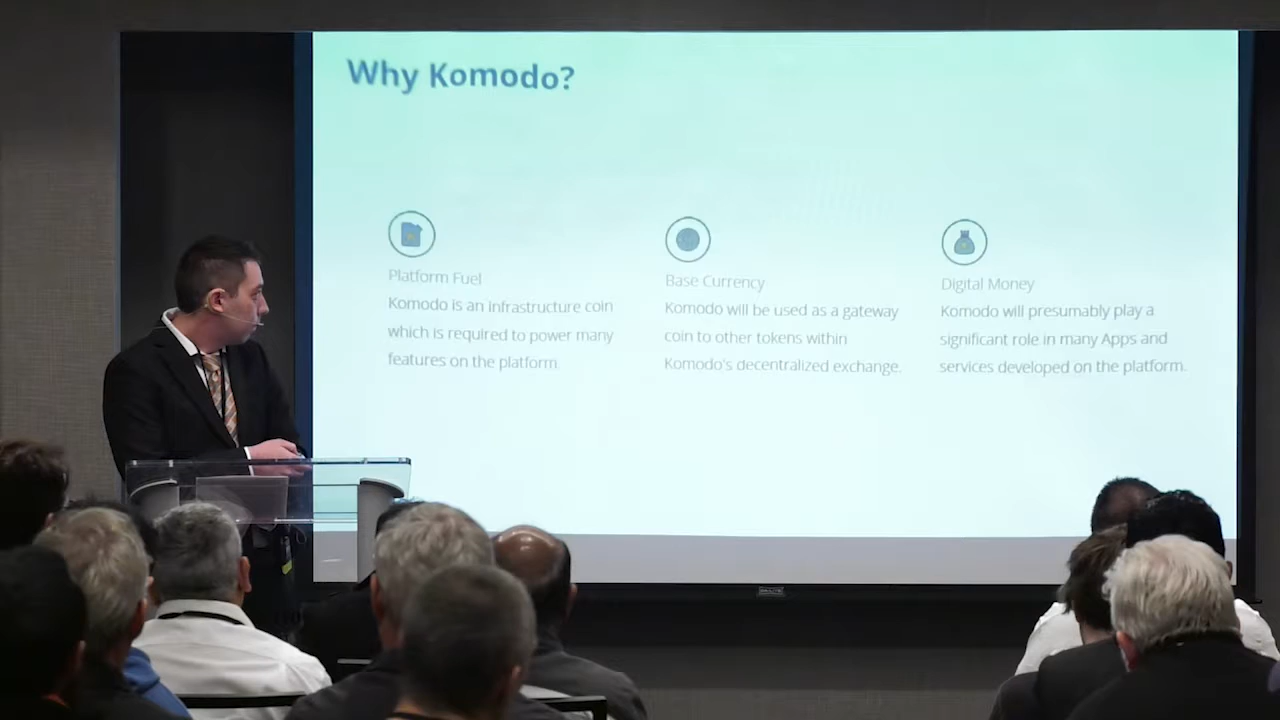 Why Komodo?
Platform Fuel
Komodo is an infrastructure coin
which is required to power many
features on the platform.
Base Currency
Komodo will be used as a gateway
coin to other tokens within
Komodo's decentralized exchange.
Digital Money
Komodo will presumably play a
significant role in many Apps and
services developed on the platform.